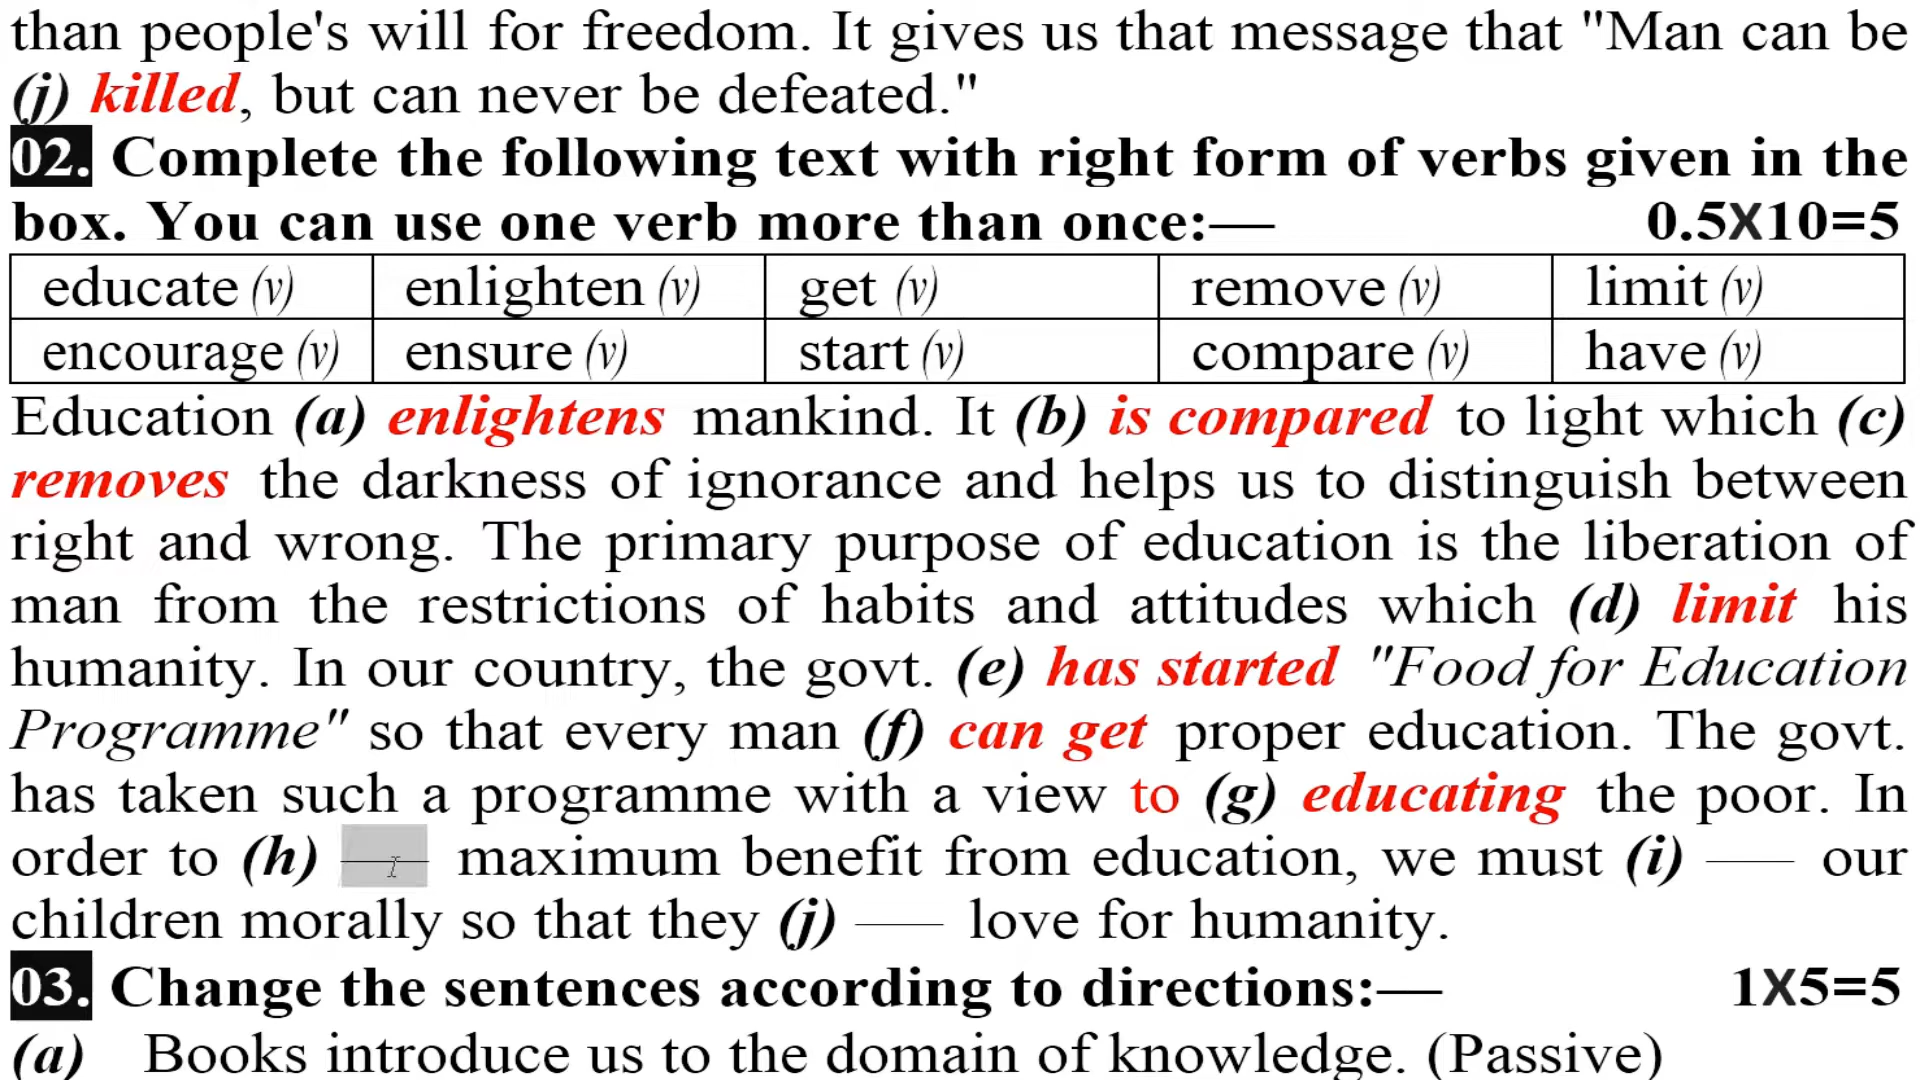 than people's will for freedom. It gives us that message that "Man can be
(j) killed, but can never be defeated."
02. Complete the following text with right form of verbs given in the
box. You can use one verb more than once:— 0.5X10=5
educate (v) enlighten (v) get (v) remove (v) limit (v)
encourage (v) ensure (v) start (v) compare (v) have (v)
Education (a) enlightens mankind. It (b) is compared to light which (c)
removes the darkness of ignorance and helps us to distinguish between
right and wrong. The primary purpose of education is the liberation of
man from the restrictions of habits and attitudes which (d) limit his
humanity. In our country, the govt. (e) has started "Food for Education
Programme" so that every man (f) can get proper education. The govt.
has taken such a programme with a view to (g) educating the poor. In
order to (h) —— maximum benefit from education, we must (i) —— our
children morally so that they (j) —— love for humanity.
03. Change the sentences according to directions:— 1X5=5
(a) Books introduce us to the domain of knowledge. (Passive)